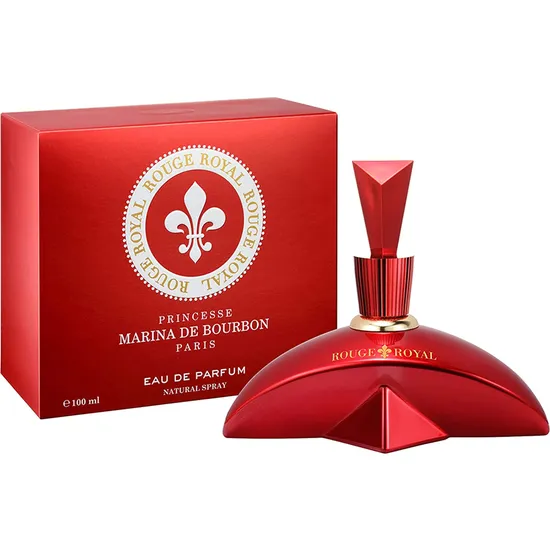 ROUGE ROYAL ROUGE ROYAL ROUGE ROYAL
PRINCESSE
MARINA DE BOURBON
PARIS
EAU DE PARFUM
NATURAL SPRAY
℮ 100 ml
ROUGE ROYAL